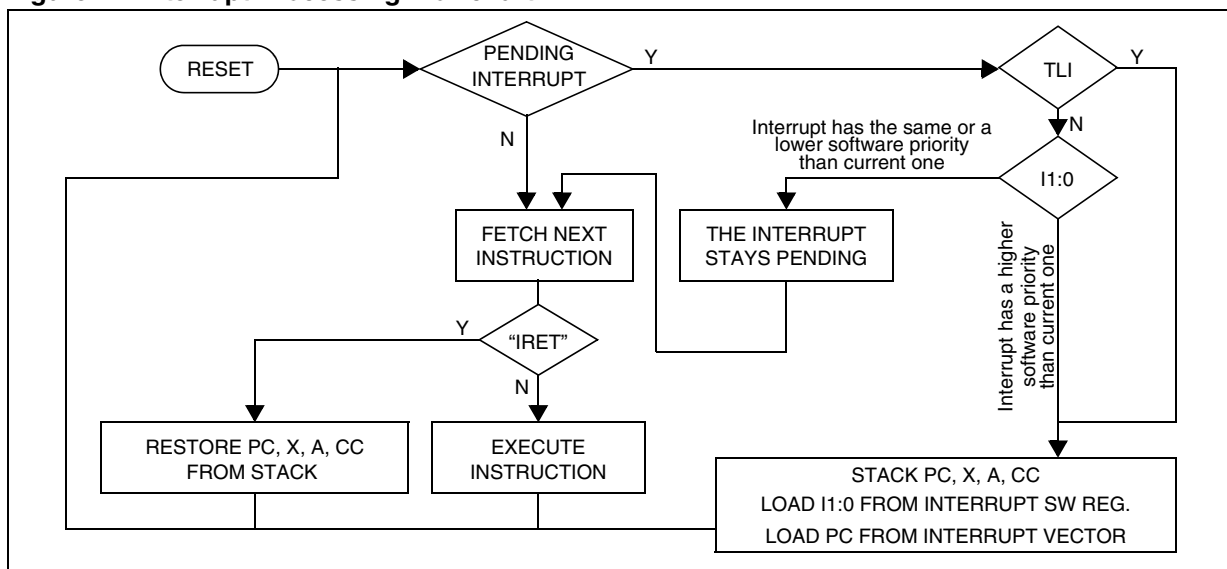 RESET
PENDING
INTERRUPT
Y
TLI
Y
N
N
Interrupt has the same or a
lower software priority
than current one
I1:0
FETCH NEXT
INSTRUCTION
THE INTERRUPT
STAYS PENDING
Interrupt has a higher
software priority
than current one
Y
“IRET”
N
RESTORE PC, X, A, CC
FROM STACK
EXECUTE
INSTRUCTION
STACK PC, X, A, CC
LOAD I1:0 FROM INTERRUPT SW REG.
LOAD PC FROM INTERRUPT VECTOR